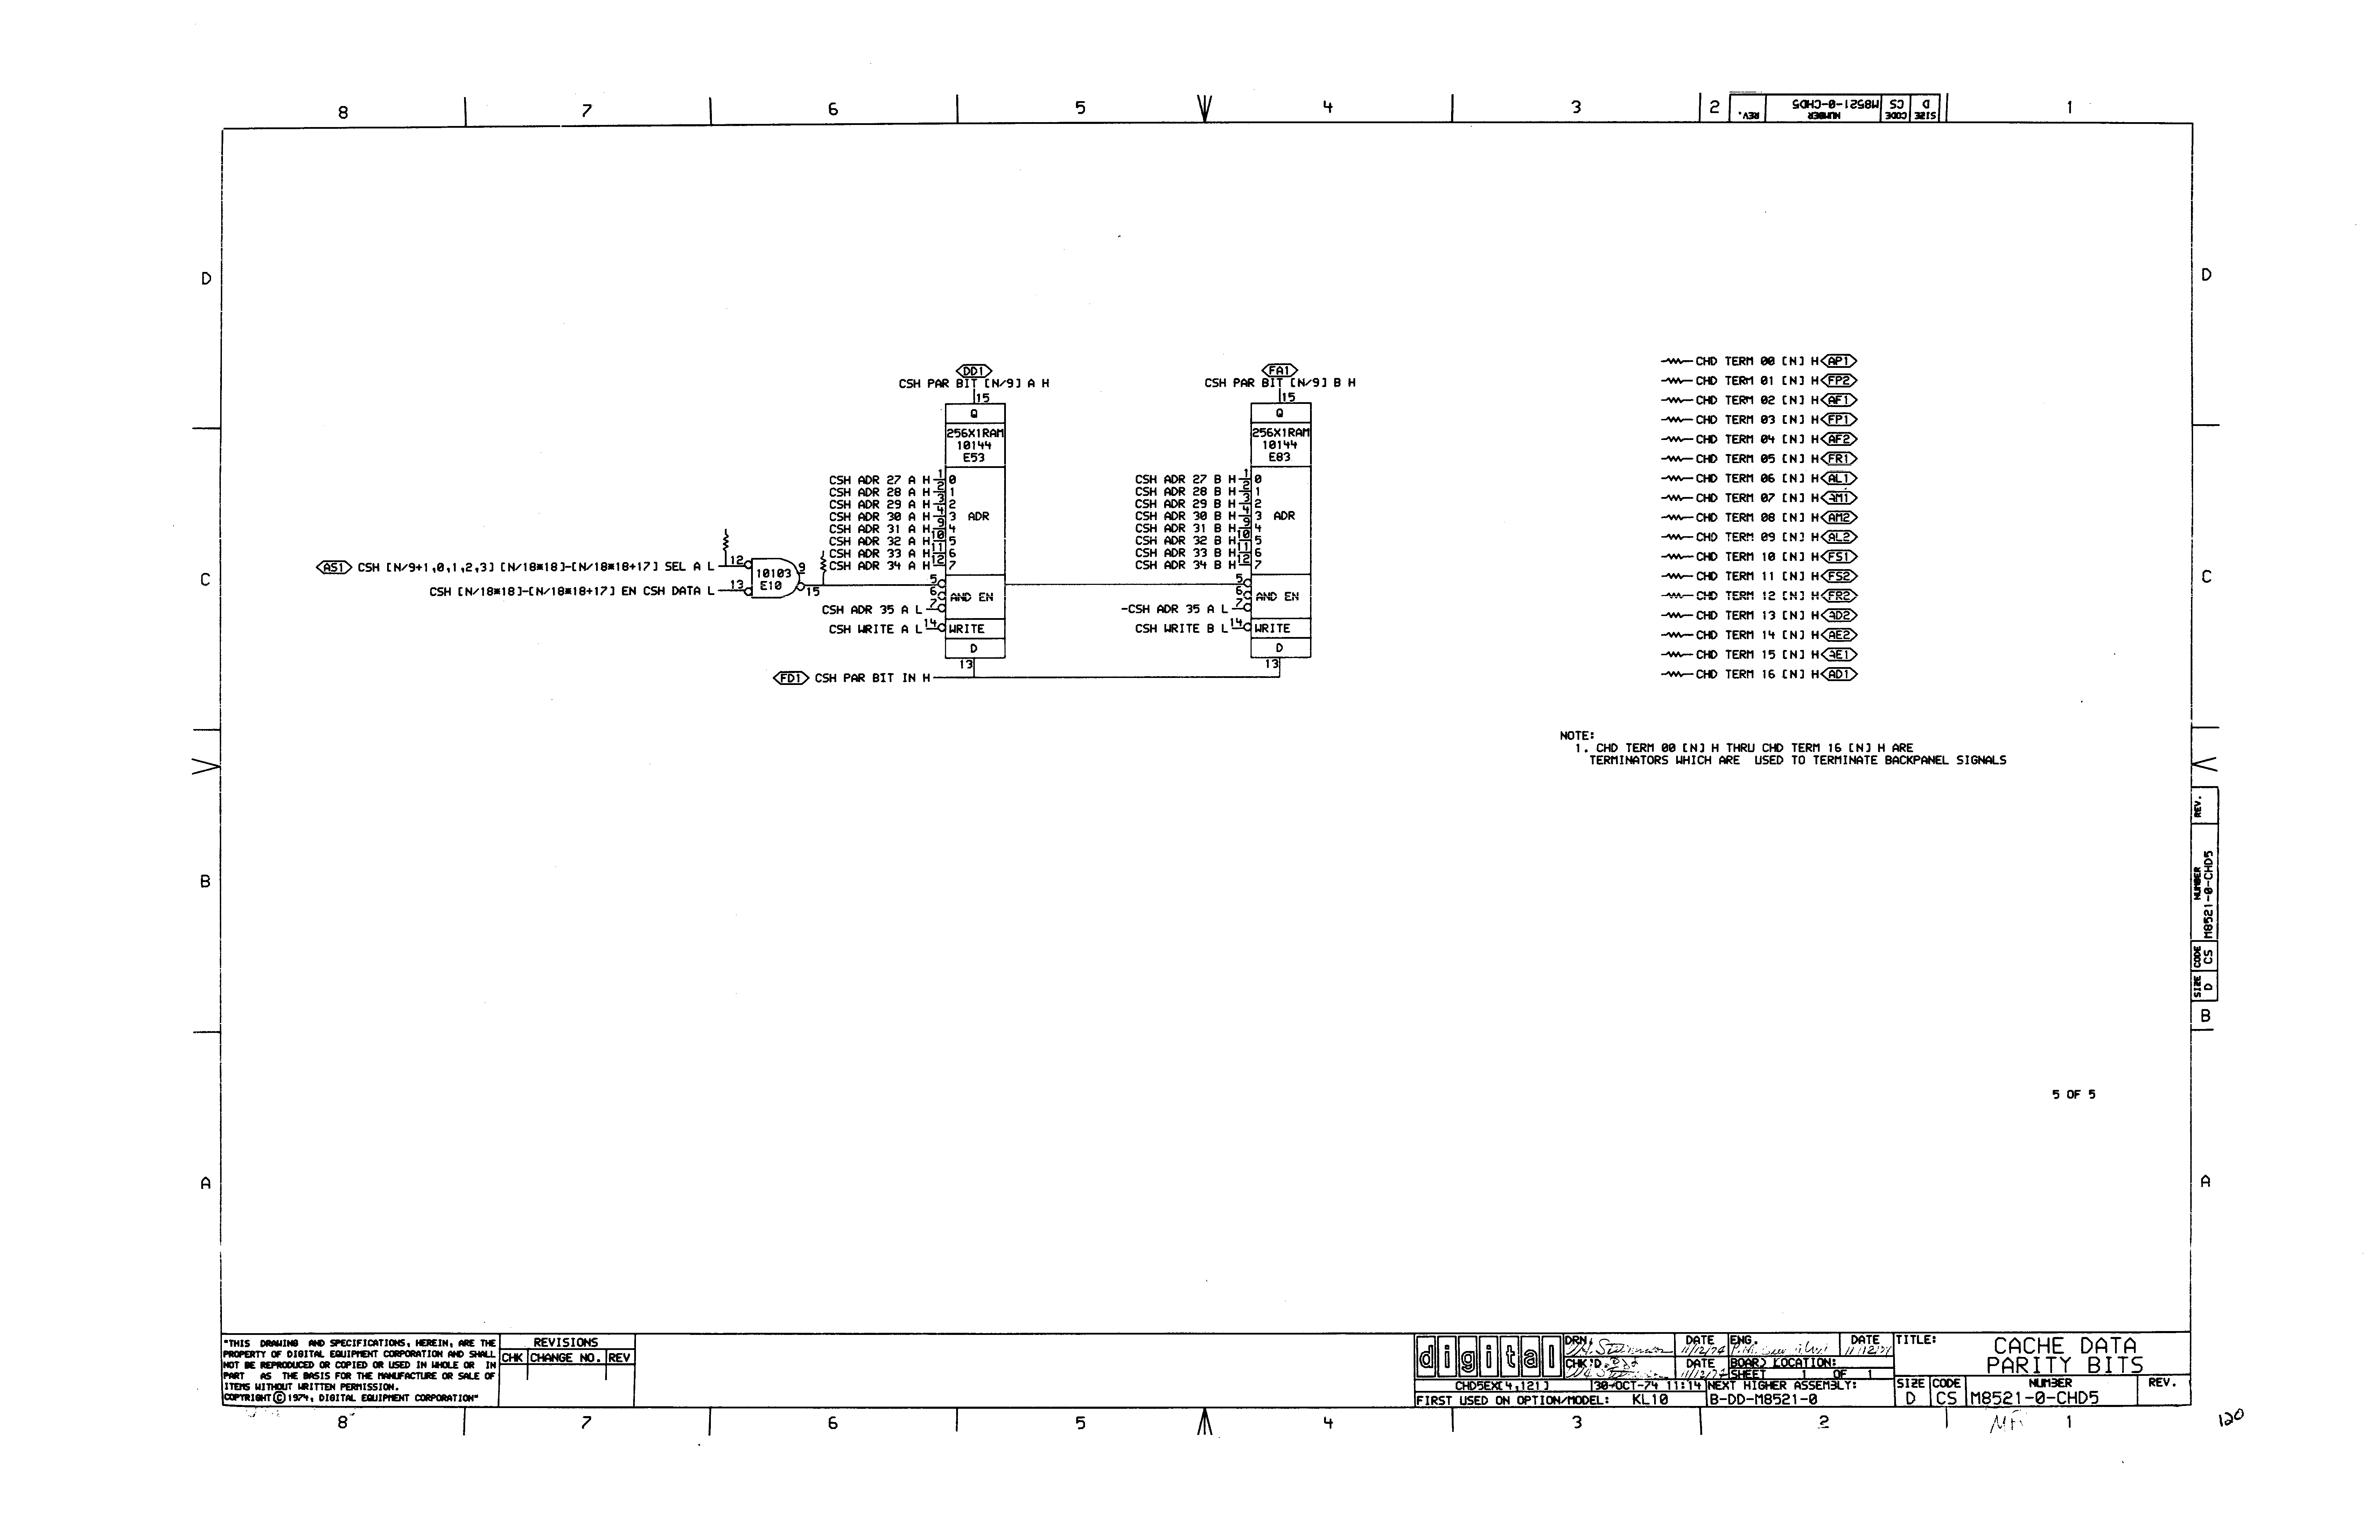 8 7 6 5 4 3 2 1
REV. NUMBER CODE SIZE
M8521-0-CHD5 CS D
D D
C C
B B
A A
DD1
CSH PAR BIT [N/9] A H
15
Q
256X1RAM
10144
E53
CSH ADR 27 A H 1 0
CSH ADR 28 A H 2 1
CSH ADR 29 A H 3 2
CSH ADR 30 A H 4 3 ADR
CSH ADR 31 A H 9 4
CSH ADR 32 A H 10 5
CSH ADR 33 A H 11 6
CSH ADR 34 A H 12 7
5
6 AND EN
CSH ADR 35 A L 7
CSH WRITE A L 14 WRITE
D
13
FD1 CSH PAR BIT IN H
AS1 CSH [N/9+1,0,1,2,3] [N/18*18]-[N/18*18+17] SEL A L 12
CSH [N/18*18]-[N/18*18+17] EN CSH DATA L 13
10103
E10
9
15
FA1
CSH PAR BIT [N/9] B H
15
Q
256X1RAM
10144
E83
CSH ADR 27 B H 1 0
CSH ADR 28 B H 2 1
CSH ADR 29 B H 3 2
CSH ADR 30 B H 4 3 ADR
CSH ADR 31 B H 9 4
CSH ADR 32 B H 10 5
CSH ADR 33 B H 11 6
CSH ADR 34 B H 12 7
5
6 AND EN
-CSH ADR 35 A L 7
CSH WRITE B L 14 WRITE
D
13
CHD TERM 00 [N] H AP1
CHD TERM 01 [N] H FP2
CHD TERM 02 [N] H AF1
CHD TERM 03 [N] H FP1
CHD TERM 04 [N] H AF2
CHD TERM 05 [N] H FR1
CHD TERM 06 [N] H AL1
CHD TERM 07 [N] H
CHD TERM 08 [N] H AM2
CHD TERM 09 [N] H AL2
CHD TERM 10 [N] H FS1
CHD TERM 11 [N] H FS2
CHD TERM 12 [N] H FR2
CHD TERM 13 [N] H
CHD TERM 14 [N] H AE2
CHD TERM 15 [N] H
CHD TERM 16 [N] H AD1
NOTE:
1. CHD TERM 00 [N] H THRU CHD TERM 16 [N] H ARE
TERMINATORS WHICH ARE USED TO TERMINATE BACKPANEL SIGNALS
REV.
NUMBER
M8521-0-CHD5
CODE
CS
SIZE
D
5 OF 5
"THIS DRAWING AND SPECIFICATIONS, HEREIN, ARE THE
PROPERTY OF DIGITAL EQUIPMENT CORPORATION AND SHALL
NOT BE REPRODUCED OR COPIED OR USED IN WHOLE OR IN
PART AS THE BASIS FOR THE MANUFACTURE OR SALE OF
ITEMS WITHOUT WRITTEN PERMISSION.
COPYRIGHT © 1974, DIGITAL EQUIPMENT CORPORATION"
REVISIONS
CHK CHANGE NO. REV
digital
DRN. DATE 11/12/74 ENG. DATE 11/12/74
CHK'D. DATE 11/12/74 BOARD LOCATION:
SHEET 1 OF 1
CHD5EX[4,121] 30-OCT-74 11:14 NEXT HIGHER ASSEMBLY:
FIRST USED ON OPTION/MODEL: KL10 B-DD-M8521-0
TITLE: CACHE DATA
PARITY BITS
SIZE CODE NUMBER REV.
D CS M8521-0-CHD5
8 7 6 5 4 3 2 1
120